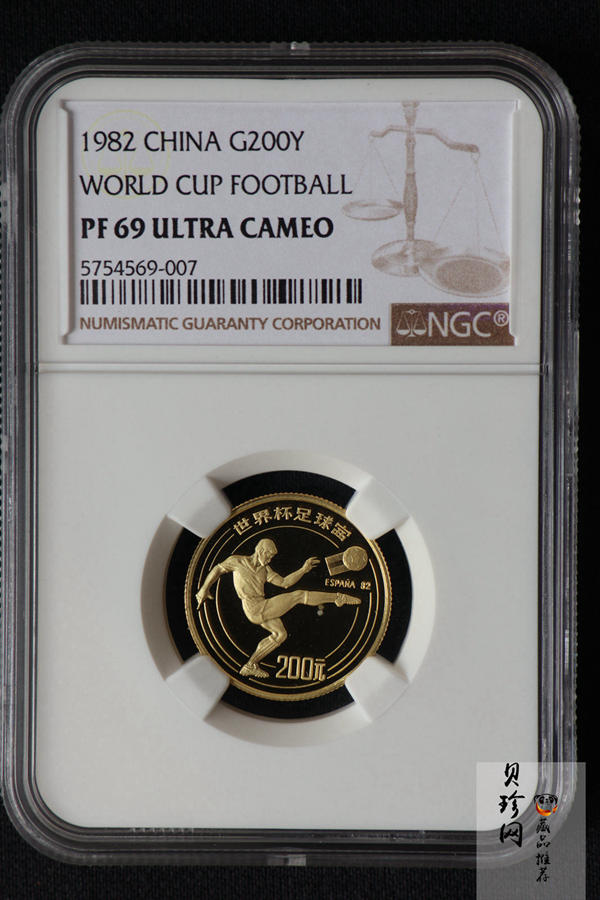 1982 CHINA G200Y
WORLD CUP FOOTBALL
PF 69 ULTRA CAMEO
5754569-007
NUMISMATIC GUARANTY CORPORATION
NGC®
世界杯足球赛
ESPAÑA 82
200元
贝珍网
藏品推荐